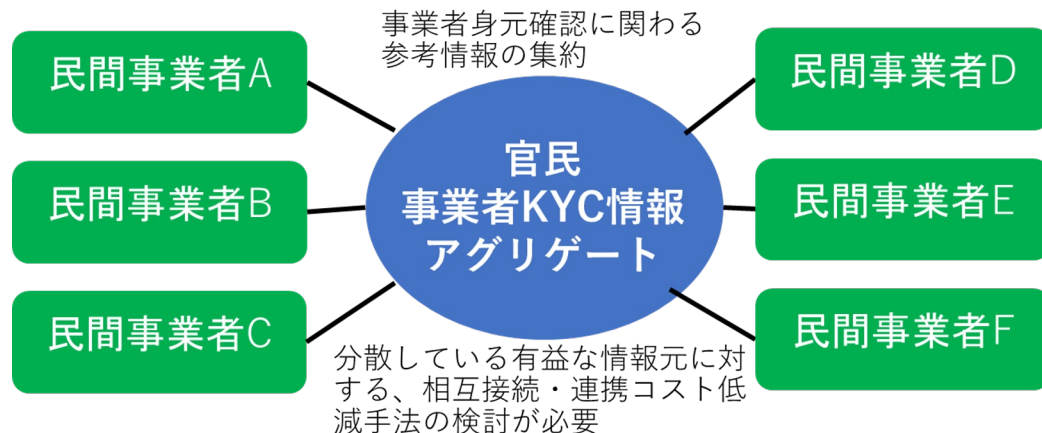 事業者身元確認に関わる
参考情報の集約
民間事業者A
民間事業者B
民間事業者C
官民
事業者KYC情報
アグリゲート
民間事業者D
民間事業者E
民間事業者F
分散している有益な情報元に対
する、相互接続・連携コスト低
減手法の検討が必要